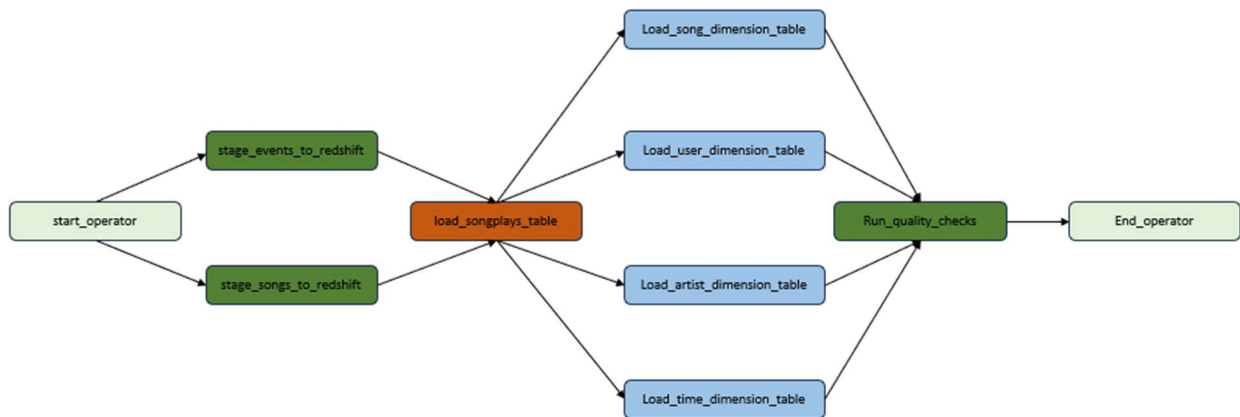 start_operator
stage_events_to_redshift
stage_songs_to_redshift
load_songplays_table
Load_song_dimension_table
Load_user_dimension_table
Load_artist_dimension_table
Load_time_dimension_table
Run_quality_checks
End_operator